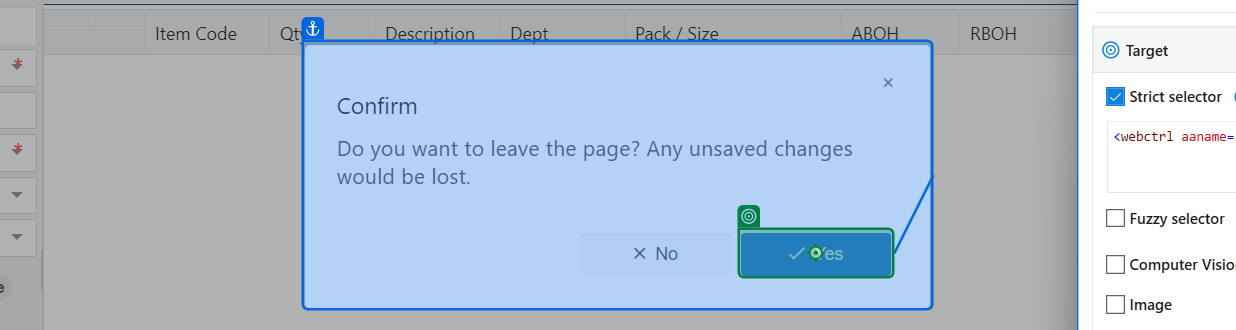 Item Code
Description
Dept
Pack / Size
ABOH
RBOH
Target
Confirm
Strict selector
Do you want to leave the page? Any unsaved changes
would be lost.
<webctrl aaname=
Fuzzy selector
No
Yes
Computer Visio
Image